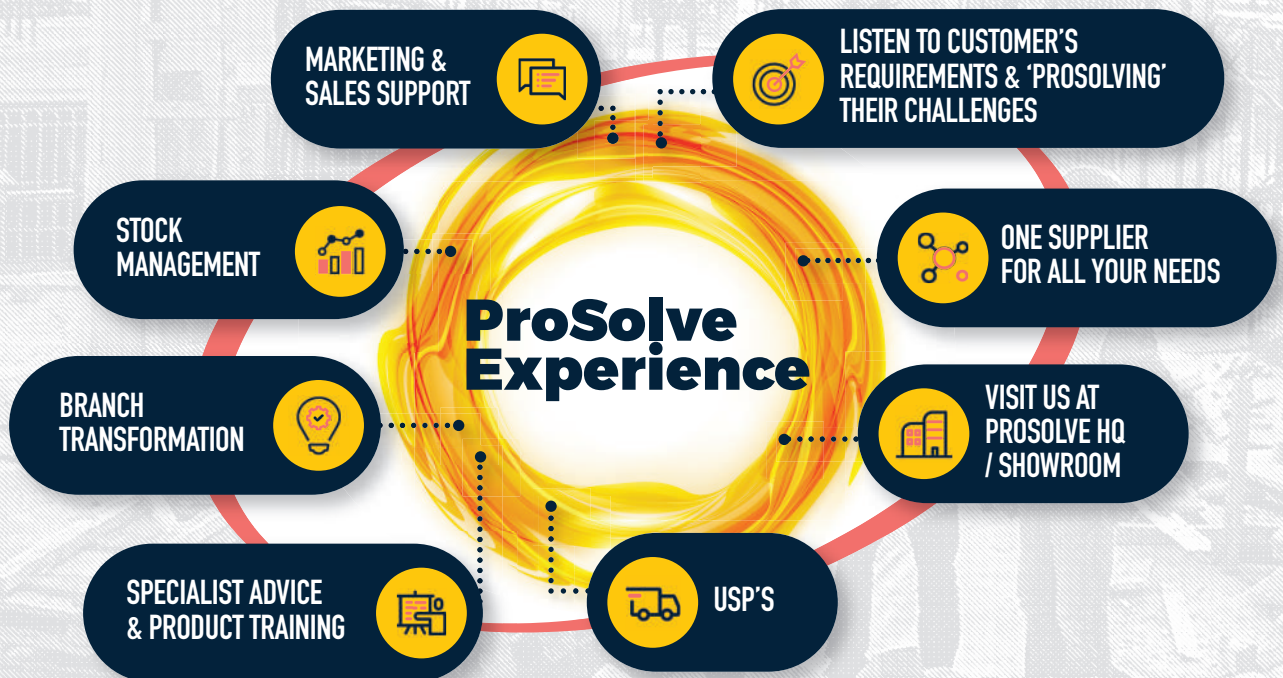 MARKETING &
SALES SUPPORT
LISTEN TO CUSTOMER'S
REQUIREMENTS & ‘PROSOLVING’
THEIR CHALLENGES
STOCK
MANAGEMENT
ONE SUPPLIER
FOR ALL YOUR NEEDS
ProSolve
Experience
BRANCH
TRANSFORMATION
VISIT US AT
PROSOLVE HQ
/ SHOWROOM
SPECIALIST ADVICE
& PRODUCT TRAINING
USP'S